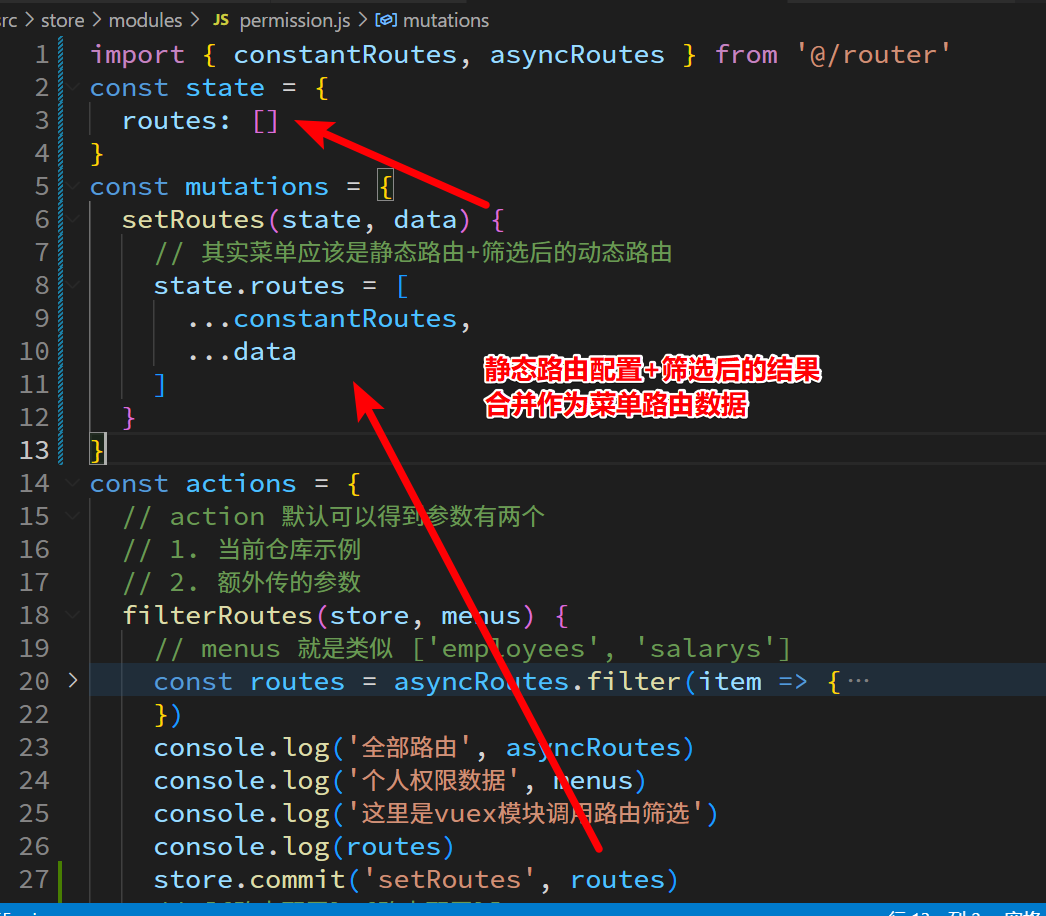 rc > store > modules > JS permission.js > mutations
1 import { constantRoutes, asyncRoutes } from '@/router'
2 const state = {
3 routes: []
4 }
5 const mutations = {
6 setRoutes(state, data) {
7 // 其实菜单应该是静态路由+筛选后的动态路由
8 state.routes = [
9 ...constantRoutes,
10 ...data
静态路由配置+筛选后的结果
11 ]
合并作为菜单路由数据
12 }
13 }
14 const actions = {
15 // action 默认可以得到参数有两个
16 // 1. 当前仓库示例
17 // 2. 额外传的参数
18 filterRoutes(store, menus) {
19 // menus 就是类似 ['employees', 'salarys']
20 const routes = asyncRoutes.filter(item => {…
22 })
23 console.log('全部路由', asyncRoutes)
24 console.log('个人权限数据', menus)
25 console.log('这里是vuex模块调用路由筛选')
26 console.log(routes)
27 store.commit('setRoutes', routes)